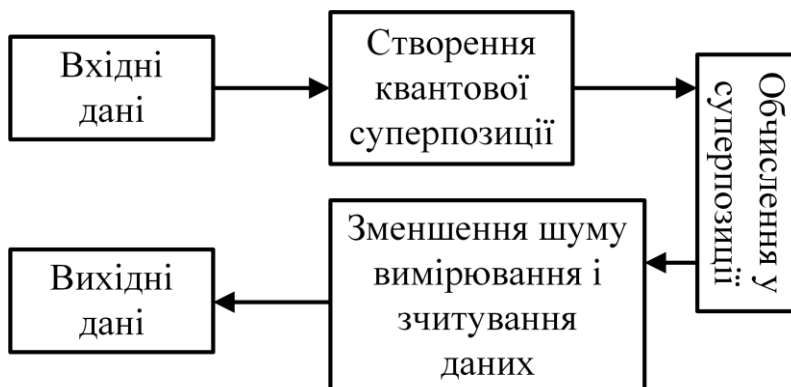 Вхідні
дані
Створення
квантової
суперпозиції
Обчислення у
суперпозиції
Зменшення шуму
вимірювання і
зчитування
даних
Вихідні
дані